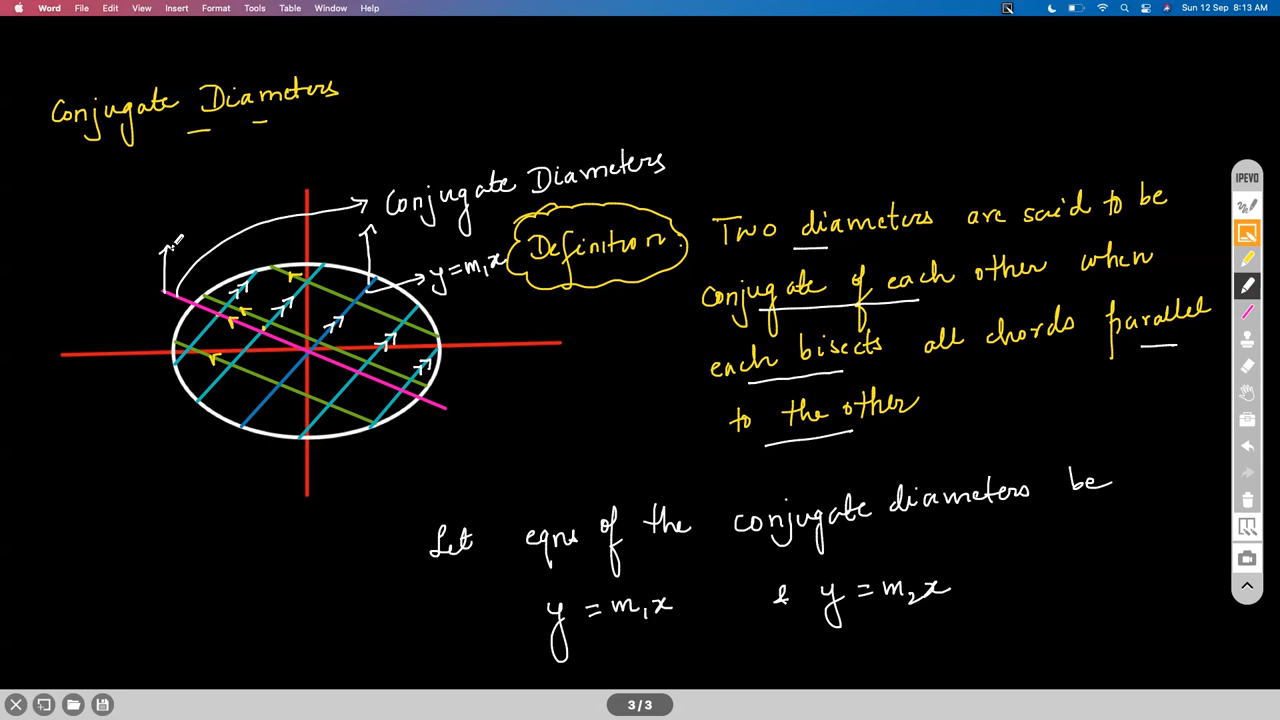 Word File Edit View Insert Format Tools Table Window Help Sun 12 Sep 8:13 AM
Conjugate Diameters
Conjugate Diameters
y = m₁x
Definition
Two diameters are said to be
conjugate of each other when
each bisects all chords parallel
to the other
IPEVO
Let eqns of the conjugate diameters be
y = m₁x & y = m₂x
3/3